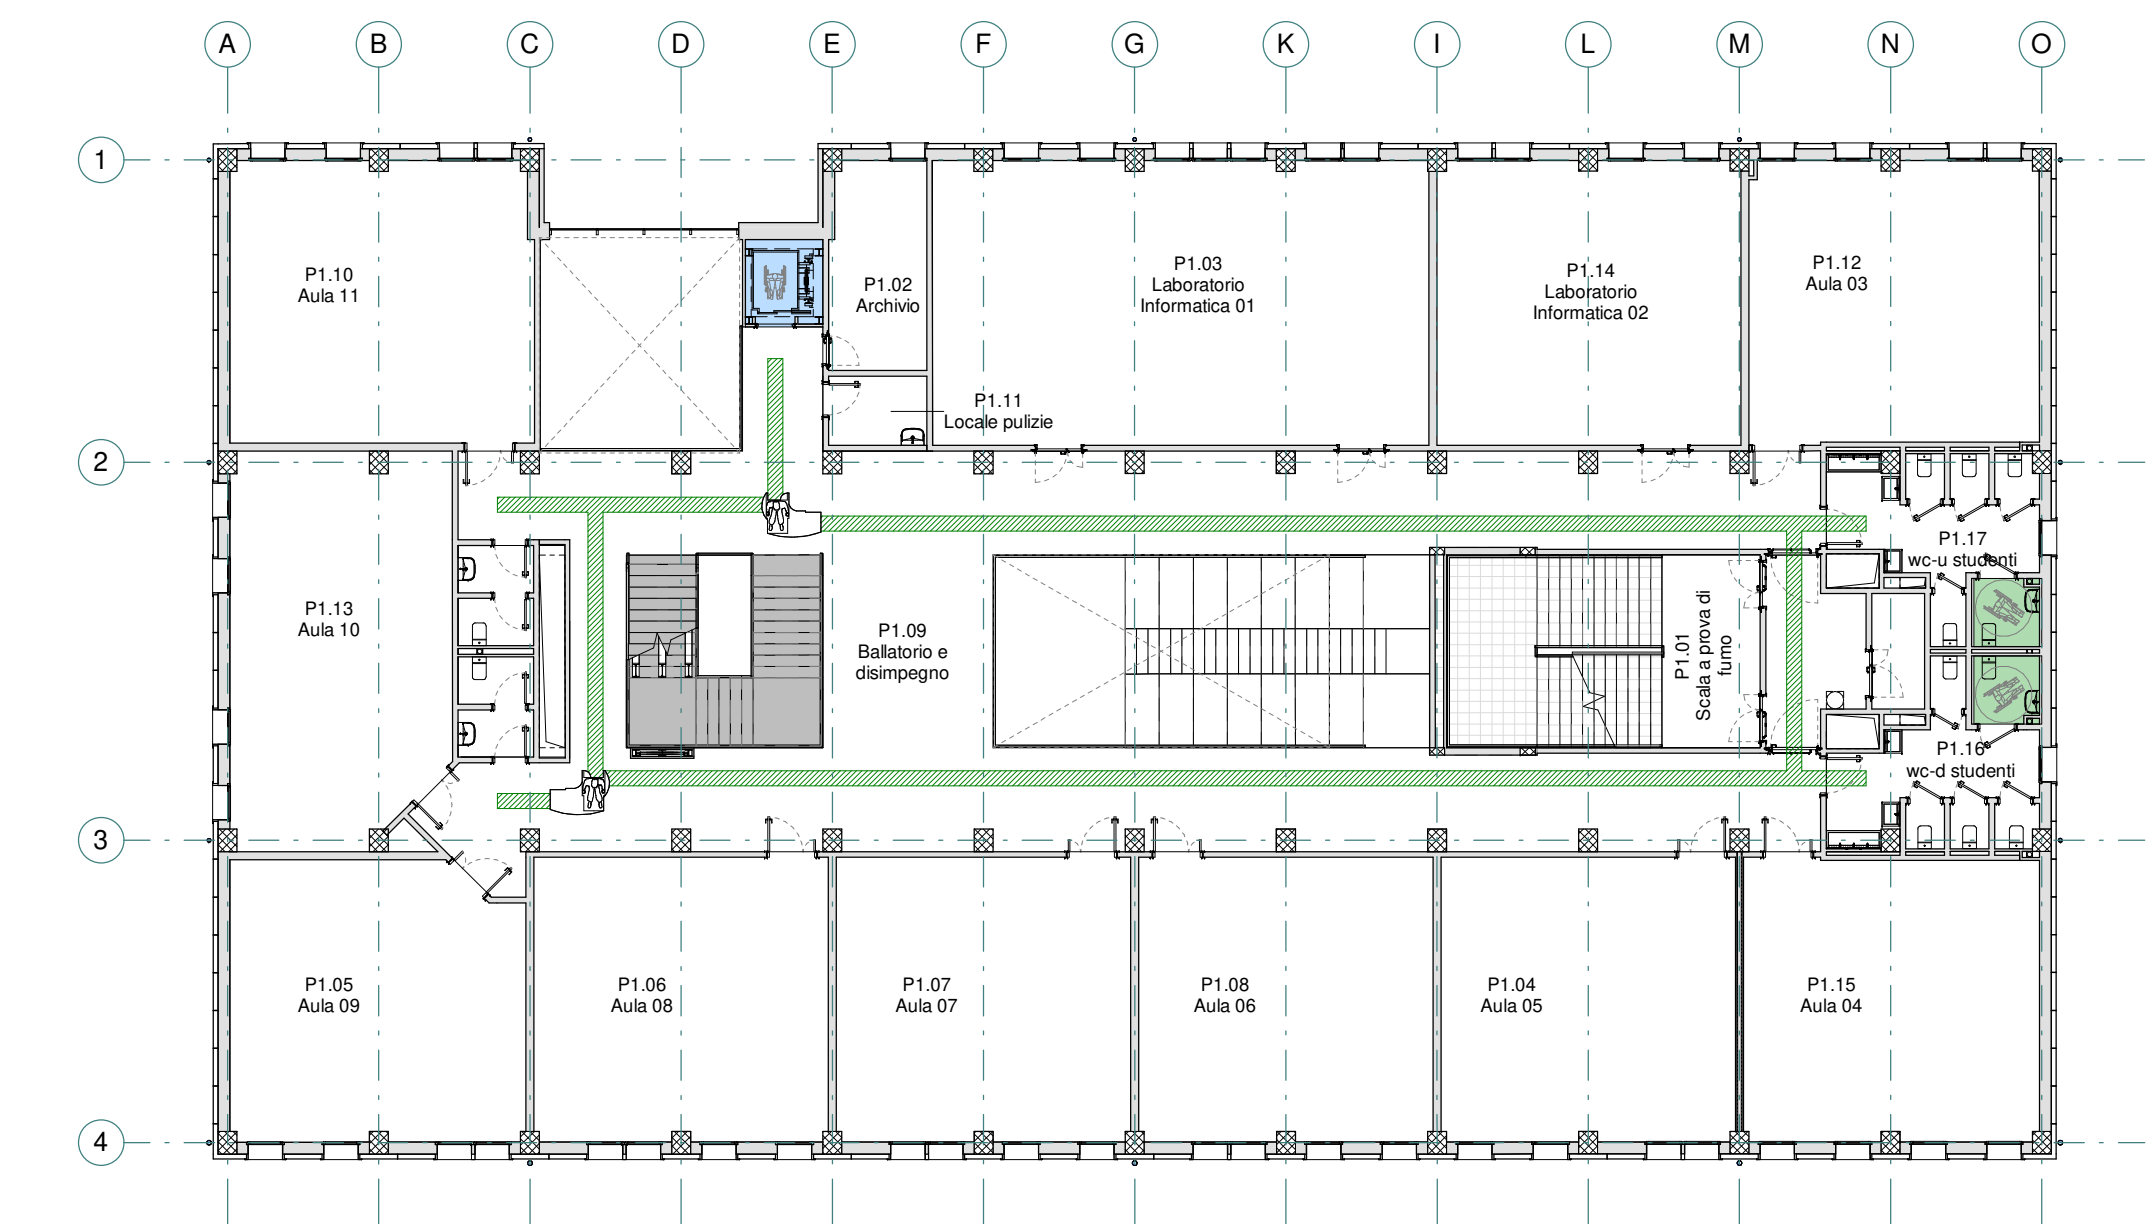 A B C D E F G K I L M N O
1
P1.10
Aula 11
P1.02
Archivio
P1.03
Laboratorio
Informatica 01
P1.14
Laboratorio
Informatica 02
P1.12
Aula 03
P1.11
Locale pulizie
2
P1.13
Aula 10
P1.09
Ballatorio e
disimpegno
P1.01
Scala a prova di
fumo
P1.17
wc-u studenti
P1.16
wc-d studenti
3
P1.05
Aula 09
P1.06
Aula 08
P1.07
Aula 07
P1.08
Aula 06
P1.04
Aula 05
P1.15
Aula 04
4